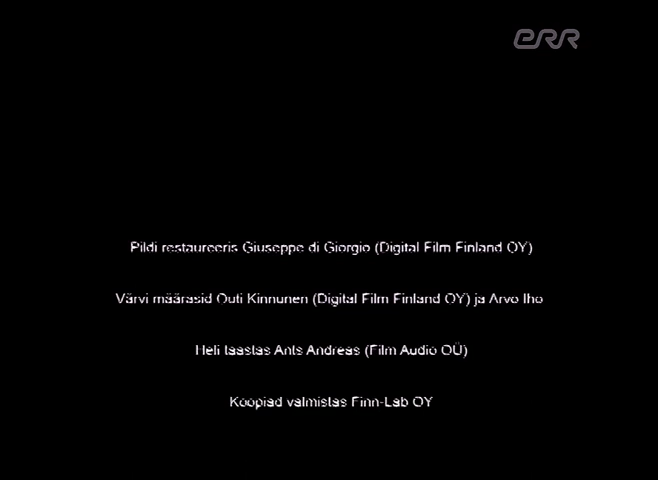 err
Pildi restaureeris Giuseppe di Giorgio (Digital Film Finland OY)
Värvi määrasid Outi Kinnunen (Digital Film Finland OY) ja Arvo Iho
Heli taastas Ants Andreas (Film Audio OÜ)
Koopiad valmistas Finn-Lab OY